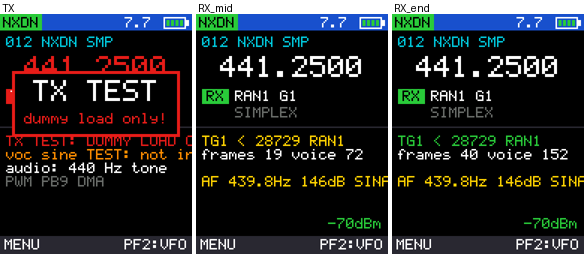 TX
NXDN 7.7
012 NXDN SMP
441.2500
TX TEST
dummy load only!
TX TEST: DUMMY LOAD
voc sine TEST: not in
audio: 440 Hz tone
PWM PB9 DMA
MENU PF2:VFO
RX_mid
NXDN 7.7
012 NXDN SMP
441.2500
RX RAN1 G1
SIMPLEX
TG1 < 28729 RAN1
frames 19 voice 72
AF 439.8Hz 146dB SINA
-70dBm
MENU PF2:VFO
RX_end
NXDN 7.7
012 NXDN SMP
441.2500
RX RAN1 G1
SIMPLEX
TG1 < 28729 RAN1
frames 40 voice 152
AF 439.8Hz 146dB SINA
-70dBm
MENU PF2:VFO